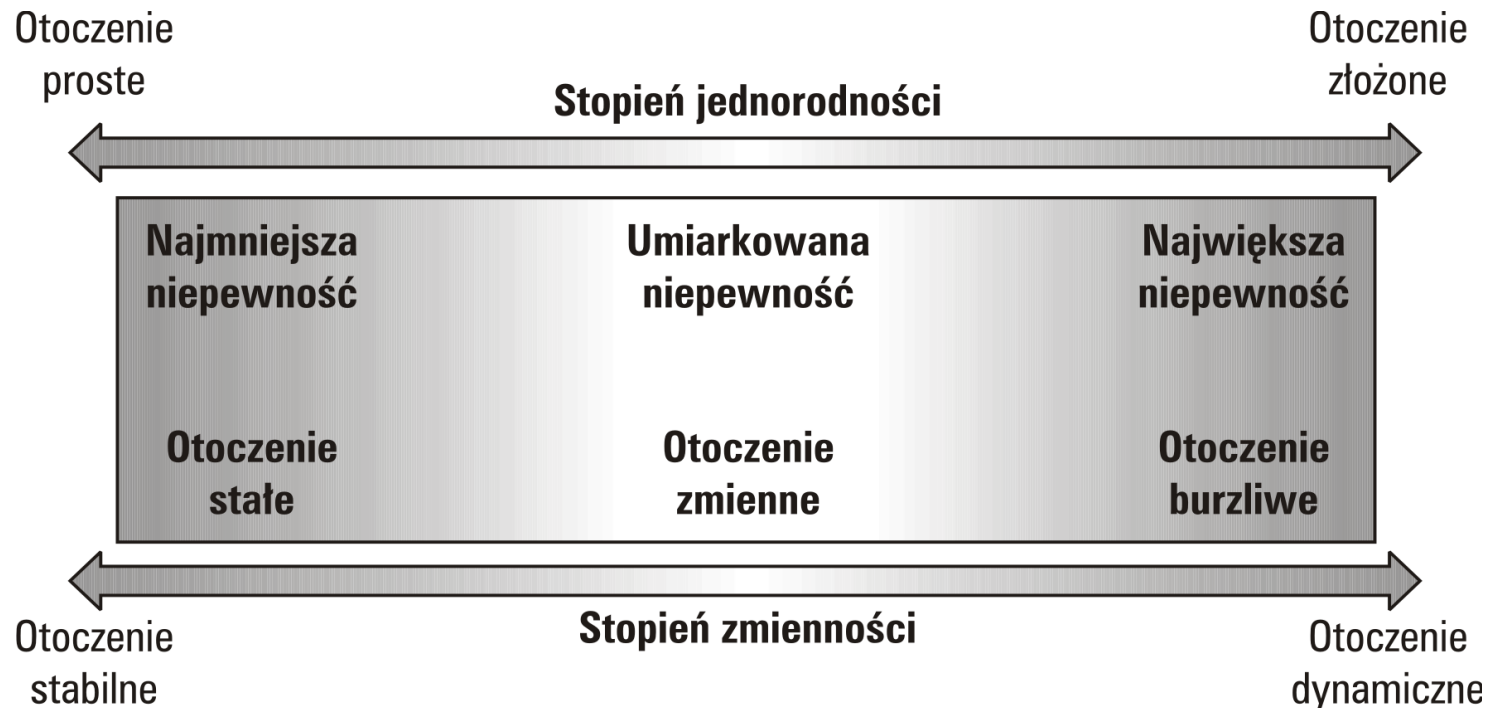 Otoczenie
proste
Otoczenie
złożone
Stopień jednorodności
Najmniejsza
niepewność
Umiarkowana
niepewność
Największa
niepewność
Otoczenie
stałe
Otoczenie
zmienne
Otoczenie
burzliwe
Stopień zmienności
Otoczenie
stabilne
Otoczenie
dynamiczne